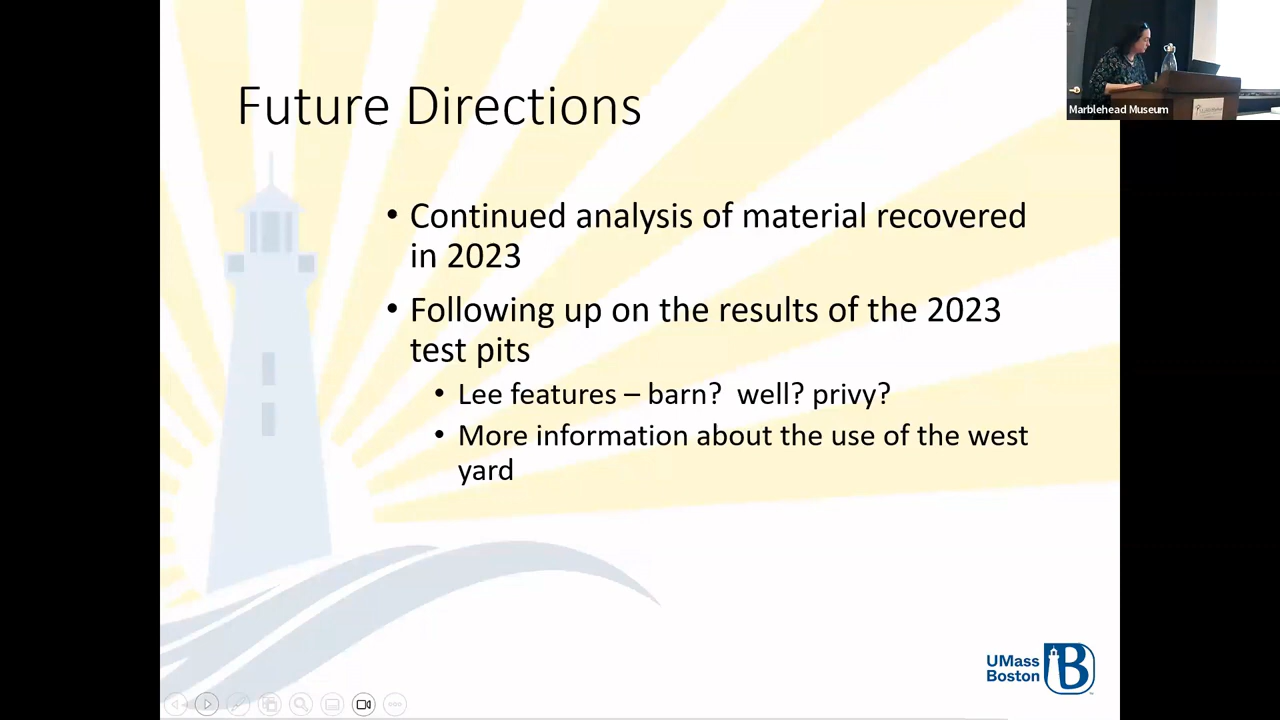 Future Directions
• Continued analysis of material recovered
in 2023
• Following up on the results of the 2023
test pits
• Lee features – barn?  well? privy?
• More information about the use of the west
yard
UMass
Boston
B
Marblehead Museum